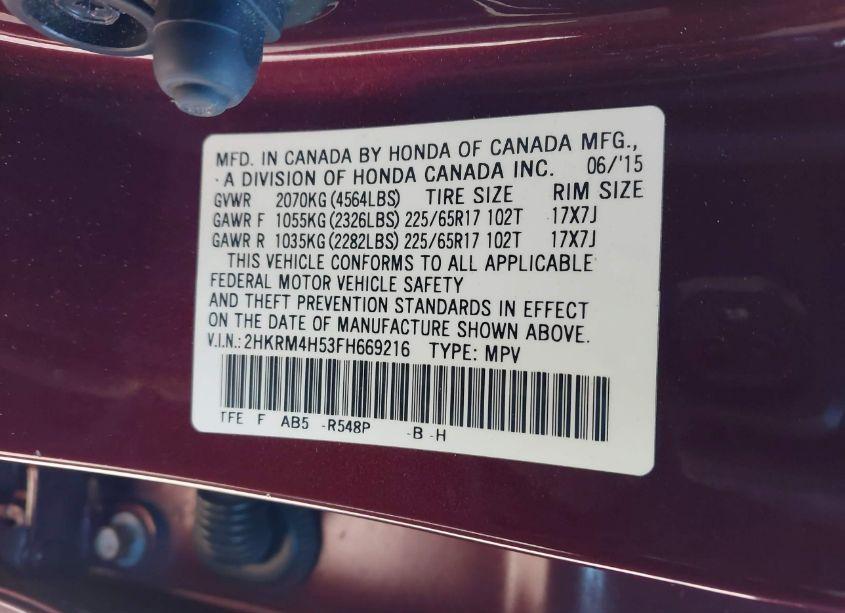 MFD. IN CANADA BY HONDA OF CANADA MFG.,
A DIVISION OF HONDA CANADA INC. 06/'15
GVWR 2070KG (4564LBS) TIRE SIZE RIM SIZE
GAWR F 1055KG (2326LBS) 225/65R17 102T 17X7J
GAWR R 1035KG (2282LBS) 225/65R17 102T 17X7J
THIS VEHICLE CONFORMS TO ALL APPLICABLE
FEDERAL MOTOR VEHICLE SAFETY
AND THEFT PREVENTION STANDARDS IN EFFECT
ON THE DATE OF MANUFACTURE SHOWN ABOVE.
V.I.N.: 2HKRM4H53FH669216 TYPE: MPV
TFE F AB5 -R548P -B -H